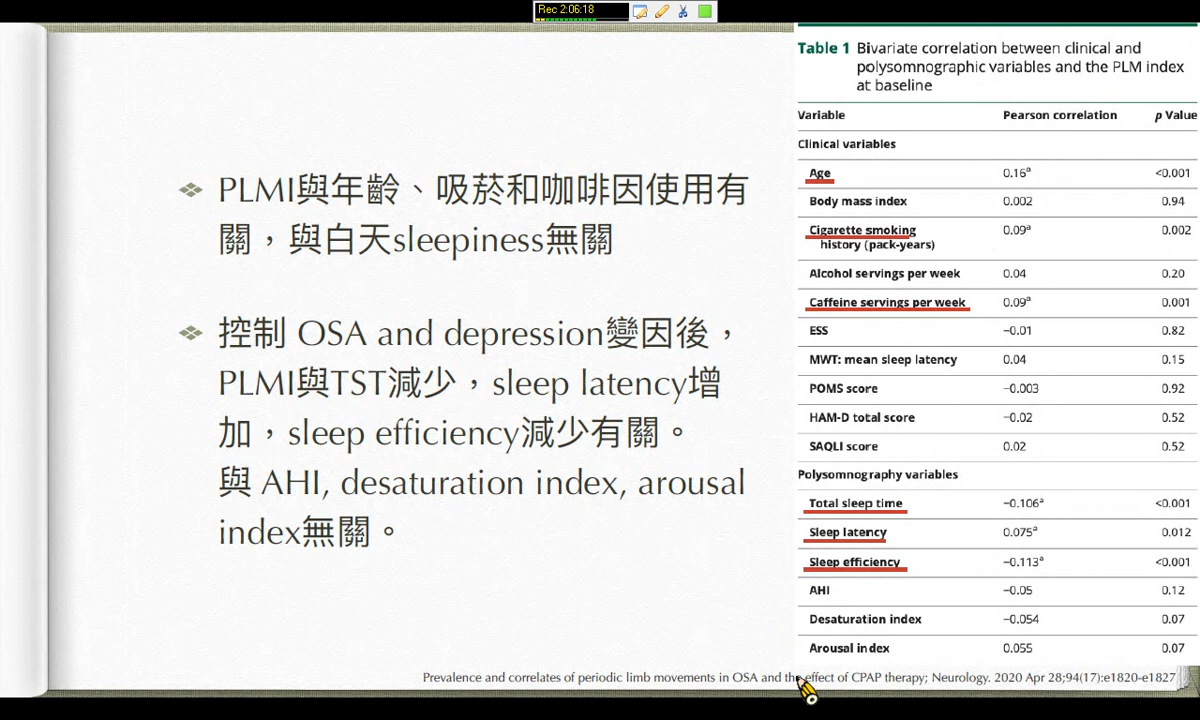 Rec 2:06:18
PLMI與年齡、吸菸和咖啡因使用有
關，與白天sleepiness無關
控制 OSA and depression變因後，
PLMI與TST減少，sleep latency增
加，sleep efficiency減少有關。
與 AHI, desaturation index, arousal
index無關。
Table 1 Bivariate correlation between clinical and
polysomnographic variables and the PLM index
at baseline
Variable Pearson correlation p Value
Clinical variables
Age 0.16a <0.001
Body mass index 0.002 0.94
Cigarette smoking 0.09a 0.002
history (pack-years)
Alcohol servings per week 0.04 0.20
Caffeine servings per week 0.09a 0.001
ESS −0.01 0.82
MWT: mean sleep latency 0.04 0.15
POMS score −0.003 0.92
HAM-D total score −0.02 0.52
SAQLI score 0.02 0.52
Polysomnography variables
Total sleep time −0.106a <0.001
Sleep latency 0.075a 0.012
Sleep efficiency −0.113a <0.001
AHI −0.05 0.12
Desaturation index −0.054 0.07
Arousal index 0.055 0.07
Prevalence and correlates of periodic limb movements in OSA and the effect of CPAP therapy; Neurology. 2020 Apr 28;94(17):e1820-e1827